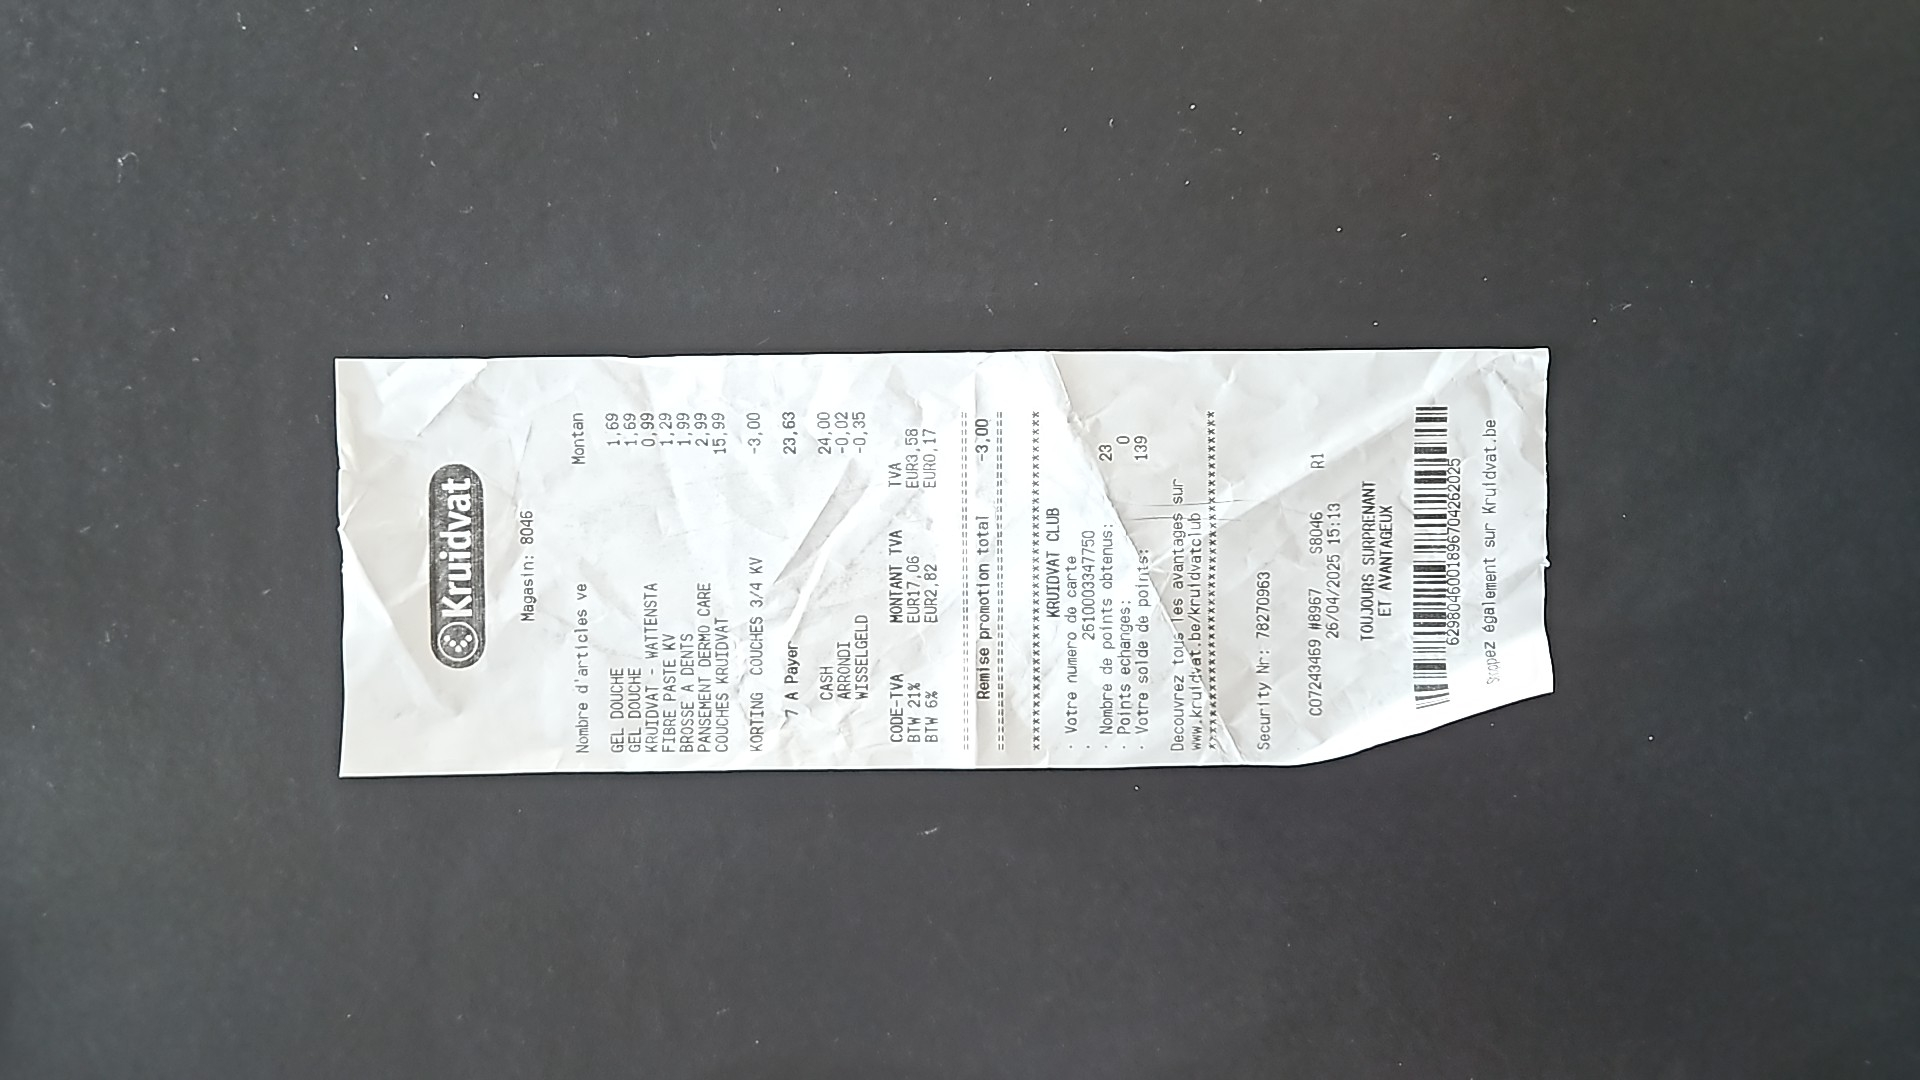 Kruidvat
Magasin: 8046
Nombre d'articles ve Montan
GEL DOUCHE 1,69
GEL DOUCHE 1,69
KRUIDVAT - WATTENSTA 0,99
FIBRE PASTE KV 1,29
BROSSE A DENTS 1,99
PANSEMENT DERMO CARE 2,99
COUCHES KRUIDVAT 15,99
KORTING COUCHES 3/4 KV -3,00
7 A Payer 23,63
CASH 24,00
ARRONDI -0,02
WISSELGELD -0,35
CODE-TVA MONTANT TVA TVA
BTW 21% EUR17,06 EUR3,58
BTW 6% EUR2,82 EUR0,17
======================================
Remise promotion total -3,00
======================================
**************************************
KRUIDVAT CLUB
· Votre numero de carte
· 2610003347750
· Nombre de points obtenus: 23
· Points echanges: 0
· Votre solde de points: 139
Decouvrez tous les avantages sur
www.kruidvat.be/kruidvatclub
**************************************
Security Nr: 78270963
C07243469 #8967 S8046 R1
26/04/2025 15:13
TOUJOURS SURPRENANT
ET AVANTAGEUX
6298046001896704262025
également sur Kruidvat.be